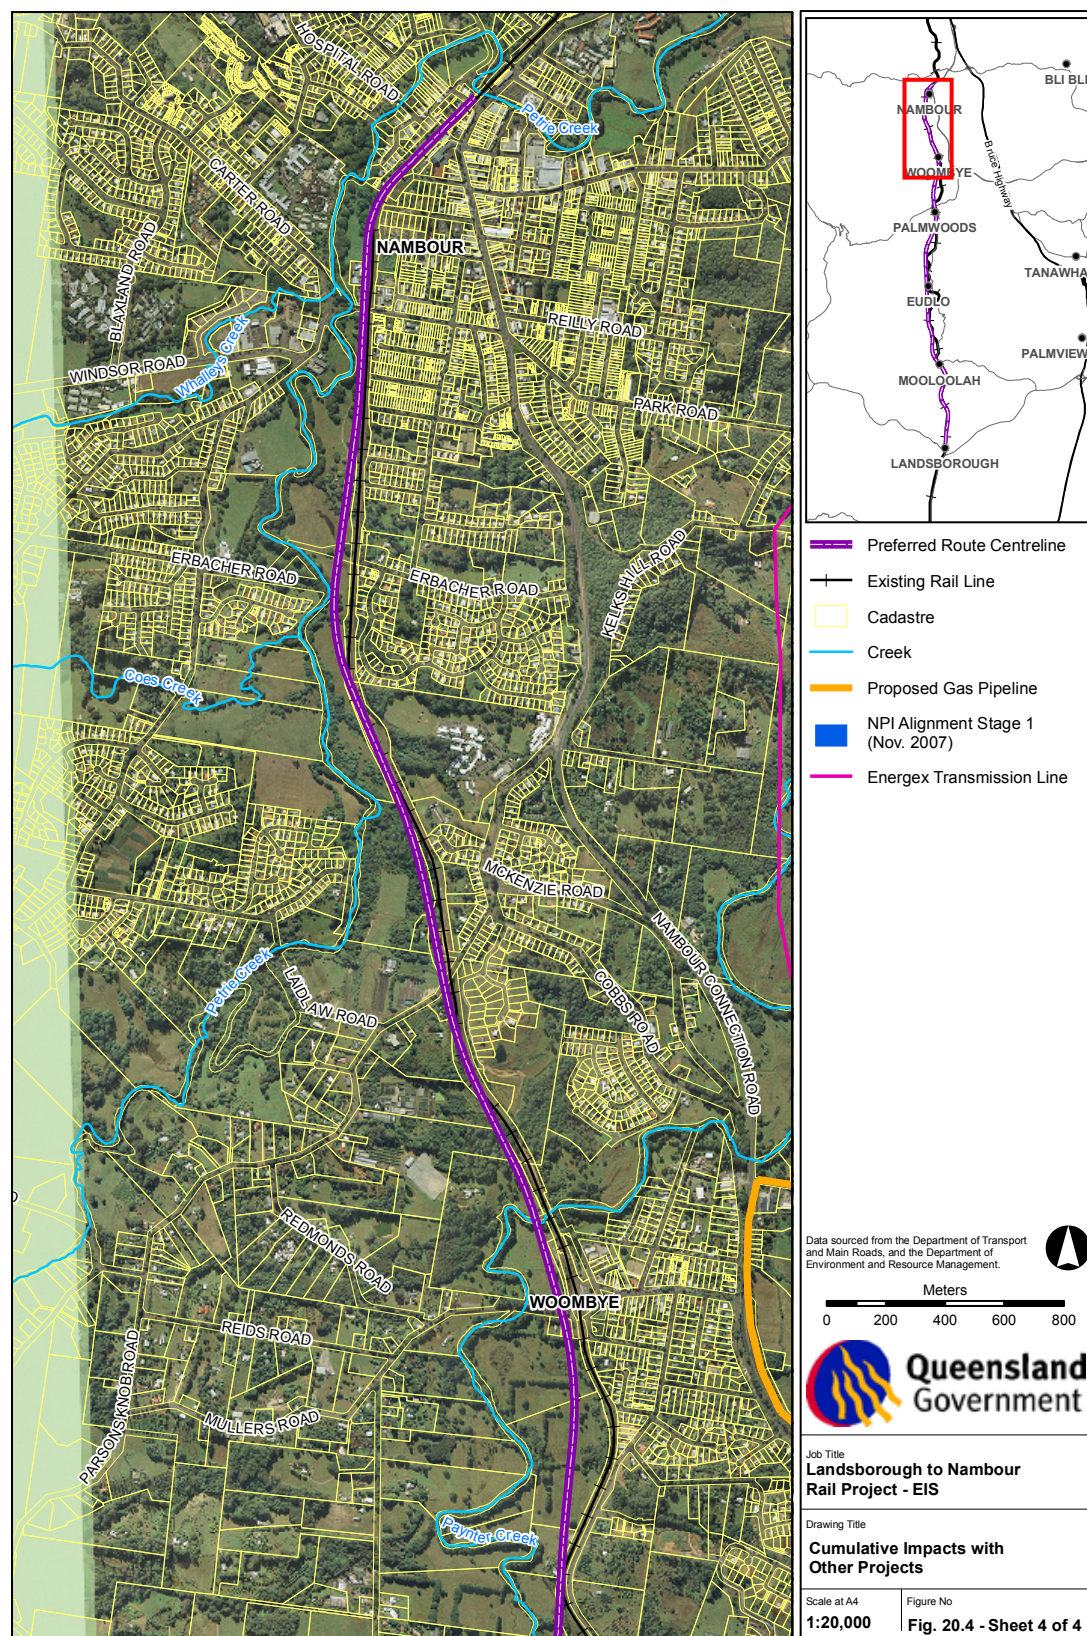 HOSPITAL ROAD
Petrie Creek
CARTER ROAD
BLAXLAND ROAD
NAMBOUR
REILLY ROAD
WINDSOR ROAD
Whalleys Creek
PARK ROAD
ERBACHER ROAD
ERBACHER ROAD
KELKS HILL ROAD
Coes Creek
MCKENZIE ROAD
NAMBOUR CONNECTION ROAD
COBBS ROAD
Petrie Creek
LAIDLAW ROAD
REDMONDS ROAD
WOOMBYE
REIDS ROAD
PARSONS KNOB ROAD
MULLERS ROAD
Paynter Creek
BLI BLI
NAMBOUR
Bruce Highway
WOOMBYE
PALMWOODS
TANAWHA
EUDLO
PALMVIEW
MOOLOOLAH
LANDSBOROUGH
Preferred Route Centreline
Existing Rail Line
Cadastre
Creek
Proposed Gas Pipeline
NPI Alignment Stage 1
(Nov. 2007)
Energex Transmission Line
Data sourced from the Department of Transport
and Main Roads, and the Department of
Environment and Resource Management.
Meters
0 200 400 600 800
Queensland
Government
Job Title
Landsborough to Nambour
Rail Project - EIS
Drawing Title
Cumulative Impacts with
Other Projects
Scale at A4
1:20,000
Figure No
Fig. 20.4 - Sheet 4 of 4